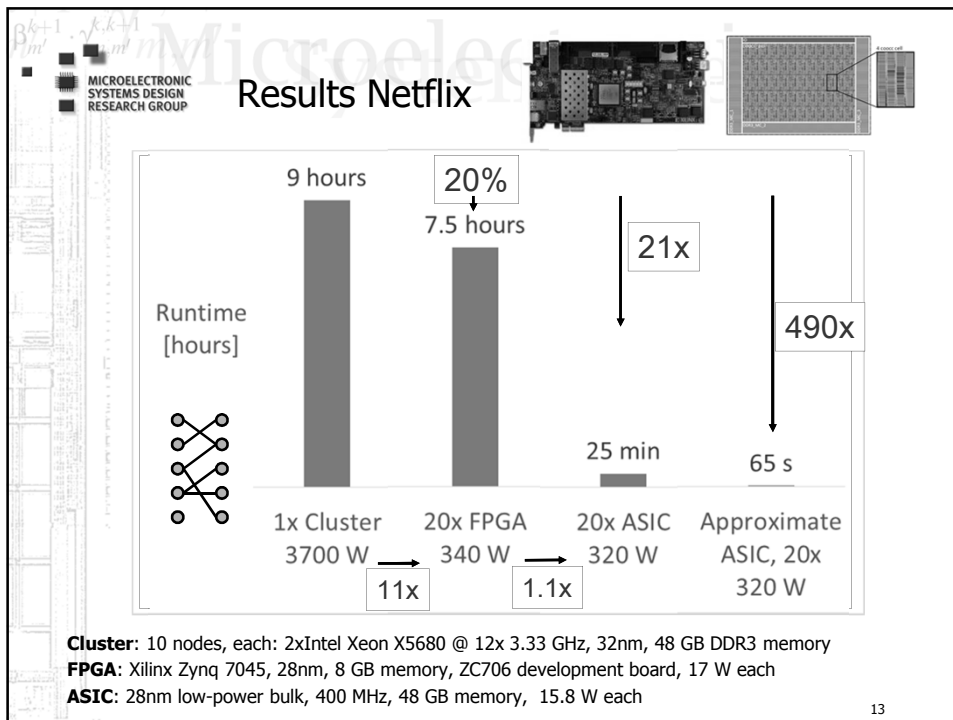 MICROELECTRONIC
SYSTEMS DESIGN
RESEARCH GROUP
Results Netflix
4 coord cell
9 hours
20%
7.5 hours
21x
490x
Runtime
[hours]
25 min
65 s
1x Cluster
3700 W
20x FPGA
340 W
20x ASIC
320 W
Approximate
ASIC, 20x
320 W
11x
1.1x
Cluster: 10 nodes, each: 2xIntel Xeon X5680 @ 12x 3.33 GHz, 32nm, 48 GB DDR3 memory
FPGA: Xilinx Zynq 7045, 28nm, 8 GB memory, ZC706 development board, 17 W each
ASIC: 28nm low-power bulk, 400 MHz, 48 GB memory, 15.8 W each
13